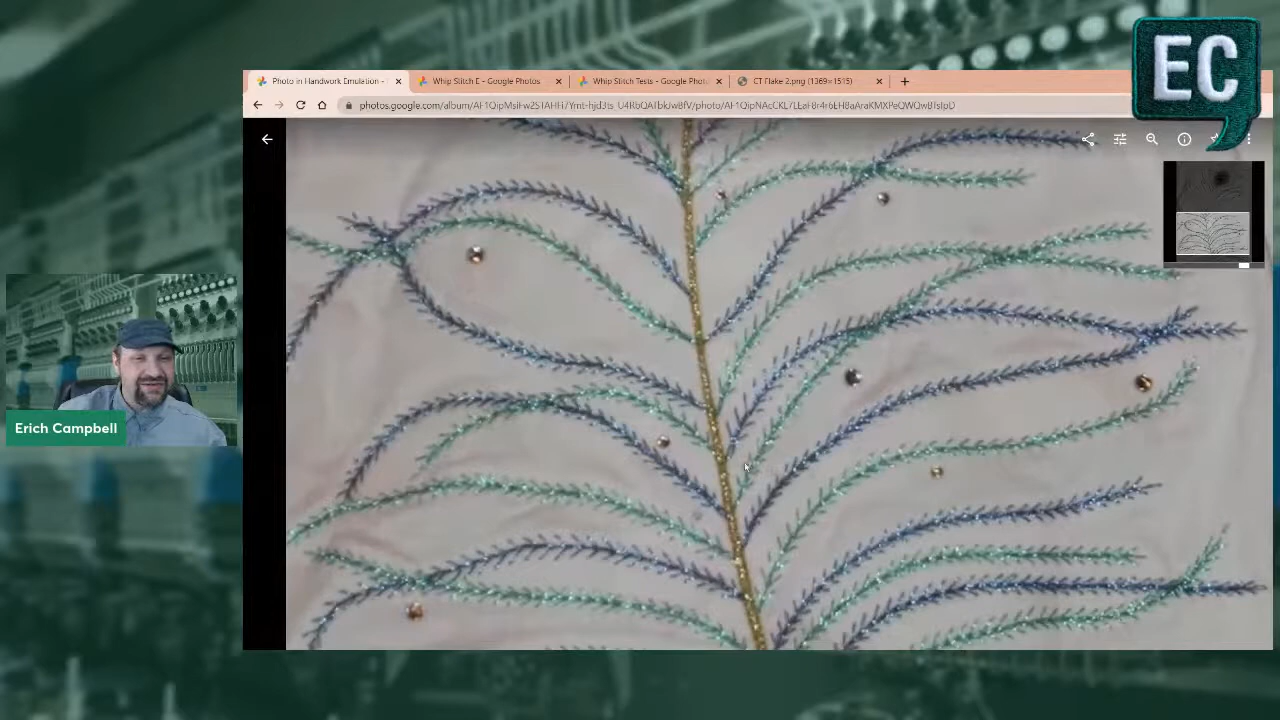 Photo in Handwork Emulation -
Whip Stitch E - Google Photos
Whip Stitch Tests - Google Phot
CT Flake 2.png (1369×1515)
EC
Erich Campbell